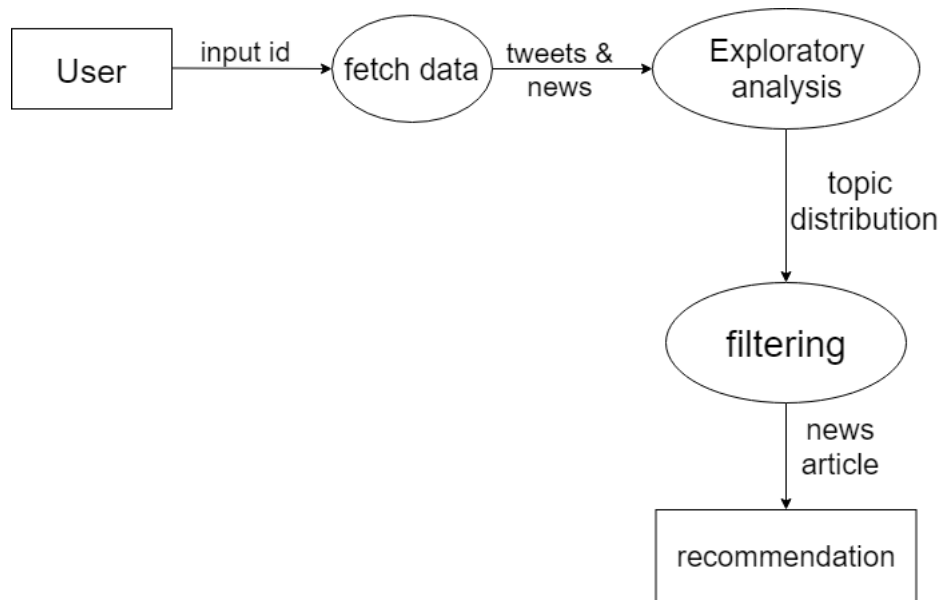 User
input id
fetch data
tweets &
news
Exploratory
analysis
topic
distribution
filtering
news
article
recommendation